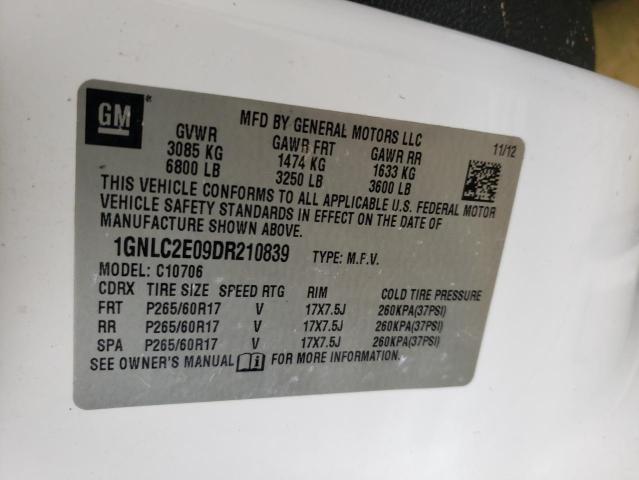 GM
MFD BY GENERAL MOTORS LLC
GVWR GAWR FRT GAWR RR 11/12
3085 KG 1474 KG 1633 KG
6800 LB 3250 LB 3600 LB
THIS VEHICLE CONFORMS TO ALL APPLICABLE U.S. FEDERAL MOTOR
VEHICLE SAFETY STANDARDS IN EFFECT ON THE DATE OF
MANUFACTURE SHOWN ABOVE.
1GNLC2E09DR210839 TYPE: M.F.V.
MODEL: C10706
CDRX TIRE SIZE SPEED RTG RIM COLD TIRE PRESSURE
FRT P265/60R17 V 17X7.5J 260KPA(37PSI)
RR P265/60R17 V 17X7.5J 260KPA(37PSI)
SPA P265/60R17 V 17X7.5J 260KPA(37PSI)
SEE OWNER'S MANUAL FOR MORE INFORMATION.